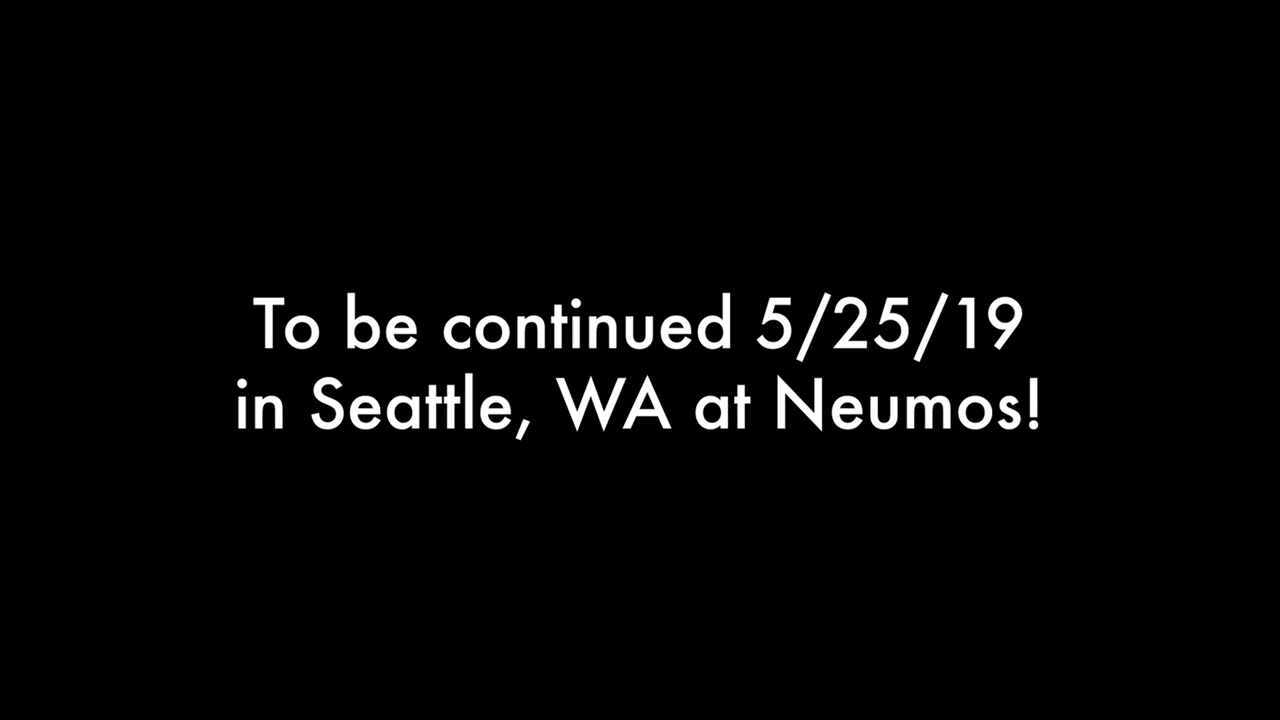 To be continued 5/25/19
in Seattle, WA at Neumos!